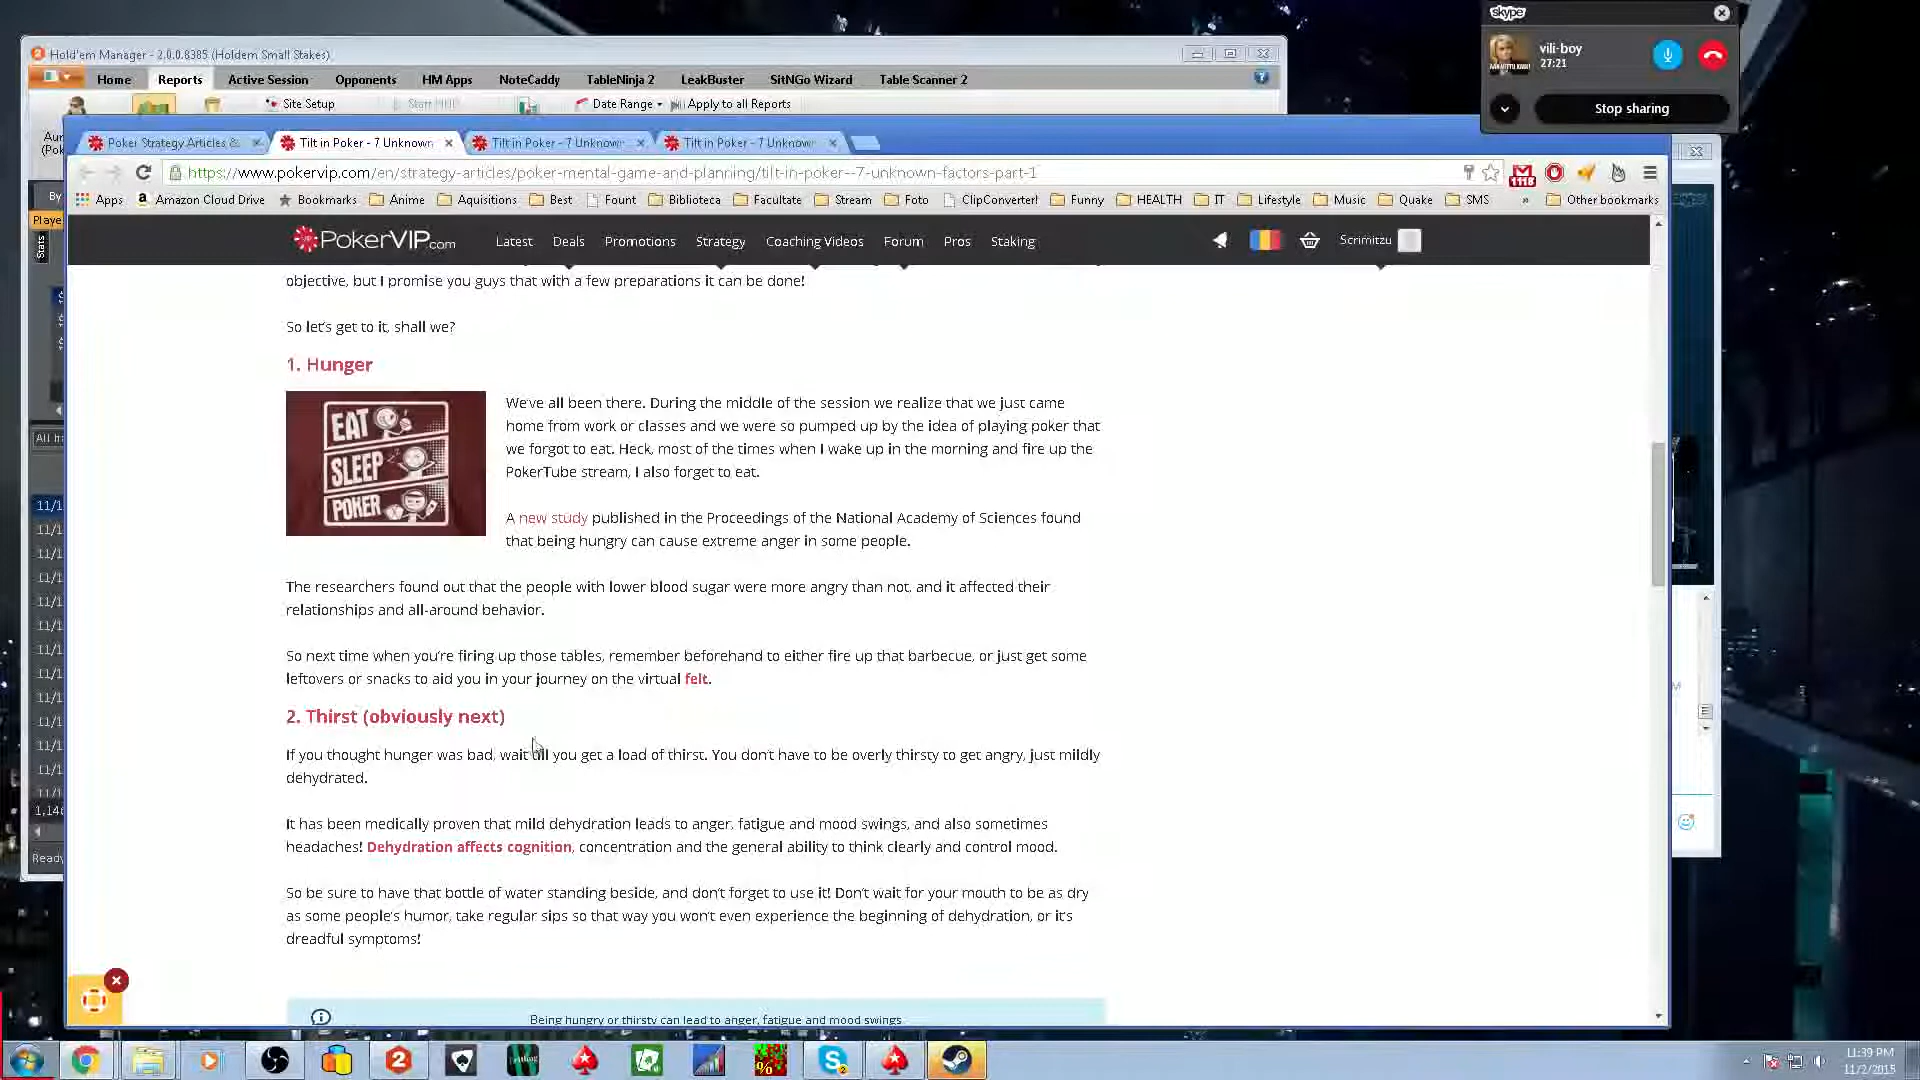 skype
vili-boy
27:21
Stop sharing
Hold'em Manager - 2.0.0.8385 (Holdem Small Stakes)
Home Reports Active Session Opponents HM Apps NoteCaddy TableNinja 2 LeakBuster SitNGo Wizard Table Scanner 2
Site Setup Start HUD Date Range Apply to all Reports
Poker Strategy Articles & Tilt in Poker - 7 Unknown Tilt in Poker - 7 Unknown Tilt in Poker - 7 Unknown
https://www.pokervip.com/en/strategy-articles/poker-mental-game-and-planning/tilt-in-poker--7-unknown-factors-part-1
Apps Amazon Cloud Drive Bookmarks Anime Aquisitions Best Fount Biblioteca Facultate Stream Foto ClipConverter! Funny HEALTH IT Lifestyle Music Quake SMS » Other bookmarks
By
Playe
Stats
PokerVIP.com Latest Deals Promotions Strategy Coaching Videos Forum Pros Staking Scrimitzu
objective, but I promise you guys that with a few preparations it can be done!
So let's get to it, shall we?
1. Hunger
EAT
SLEEP
POKER
We've all been there. During the middle of the session we realize that we just came
home from work or classes and we were so pumped up by the idea of playing poker that
we forgot to eat. Heck, most of the times when I wake up in the morning and fire up the
PokerTube stream, I also forget to eat.
A new study published in the Proceedings of the National Academy of Sciences found
that being hungry can cause extreme anger in some people.
The researchers found out that the people with lower blood sugar were more angry than not, and it affected their
relationships and all-around behavior.
So next time when you're firing up those tables, remember beforehand to either fire up that barbecue, or just get some
leftovers or snacks to aid you in your journey on the virtual felt.
2. Thirst (obviously next)
If you thought hunger was bad, wait till you get a load of thirst. You don't have to be overly thirsty to get angry, just mildly
dehydrated.
It has been medically proven that mild dehydration leads to anger, fatigue and mood swings, and also sometimes
headaches! Dehydration affects cognition, concentration and the general ability to think clearly and control mood.
So be sure to have that bottle of water standing beside, and don't forget to use it! Don't wait for your mouth to be as dry
as some people's humor, take regular sips so that way you won't even experience the beginning of dehydration, or it's
dreadful symptoms!
Being hungry or thirsty can lead to anger, fatigue and mood swings.
Ready
11:39 PM
11/2/2015